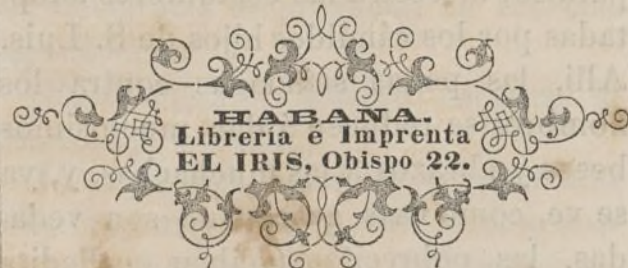 HABANA.
Librería é Imprenta
EL IRIS, Obispo 22.